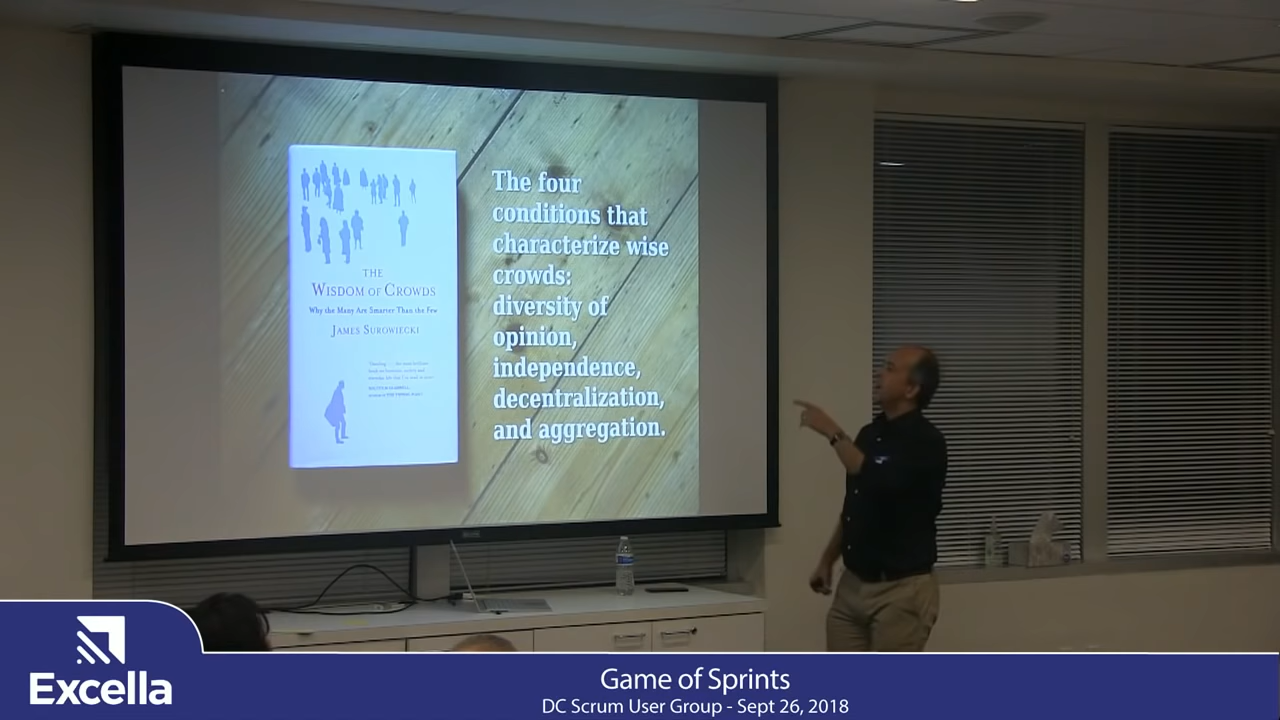 THE
WISDOM OF CROWDS
Why the Many Are Smarter Than the Few
JAMES SUROWIECKI
The four
conditions that
characterize wise
crowds:
diversity of
opinion,
independence,
decentralization,
and aggregation.
Excella
Game of Sprints
DC Scrum User Group - Sept 26, 2018